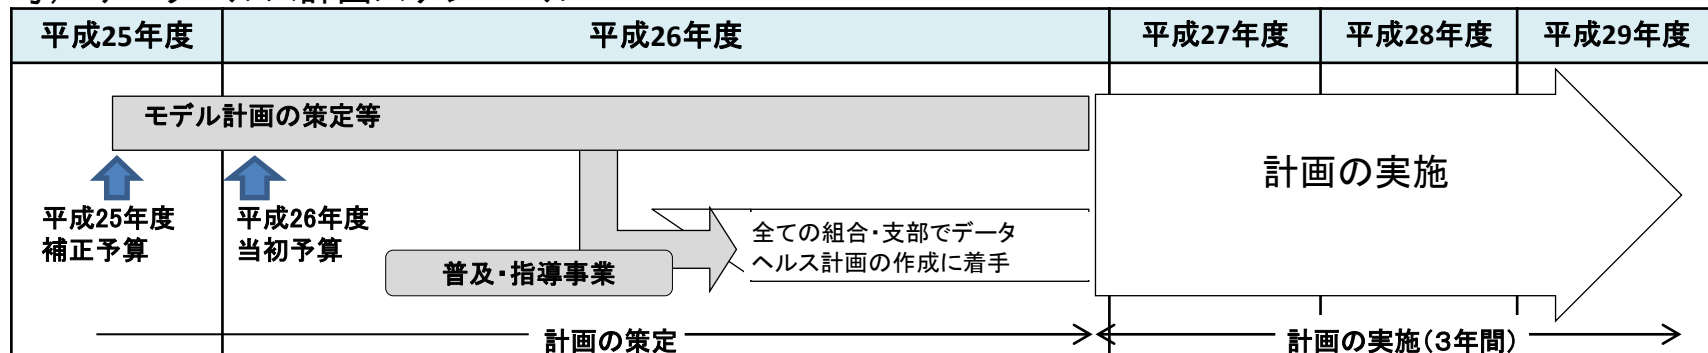 平成25年度
平成26年度
平成27年度
平成28年度
平成29年度
モデル計画の策定等
計画の実施
平成25年度
補正予算
平成26年度
当初予算
全ての組合・支部でデータ
ヘルス計画の作成に着手
普及・指導事業
計画の策定
計画の実施(3年間)